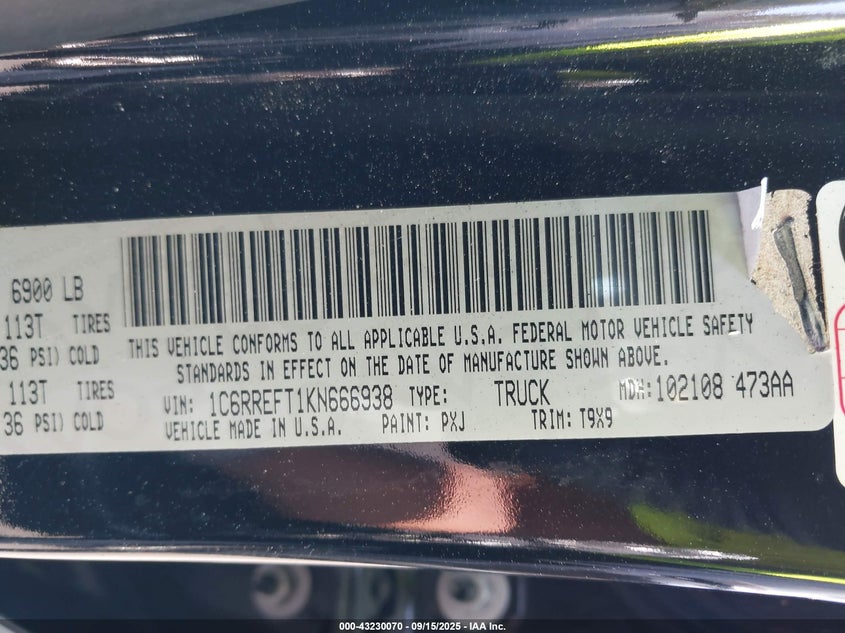 6900 LB
113T TIRES
36 PSI) COLD
113T TIRES
36 PSI) COLD
THIS VEHICLE CONFORMS TO ALL APPLICABLE U.S.A. FEDERAL MOTOR VEHICLE SAFETY
STANDARDS IN EFFECT ON THE DATE OF MANUFACTURE SHOWN ABOVE.
VIN: 1C6RREFT1KN666938 TYPE: TRUCK MDH: 102108 473AA
VEHICLE MADE IN U.S.A. PAINT: PXJ TRIM: T9X9
000-43230070 - 09/15/2025 - IAA Inc.